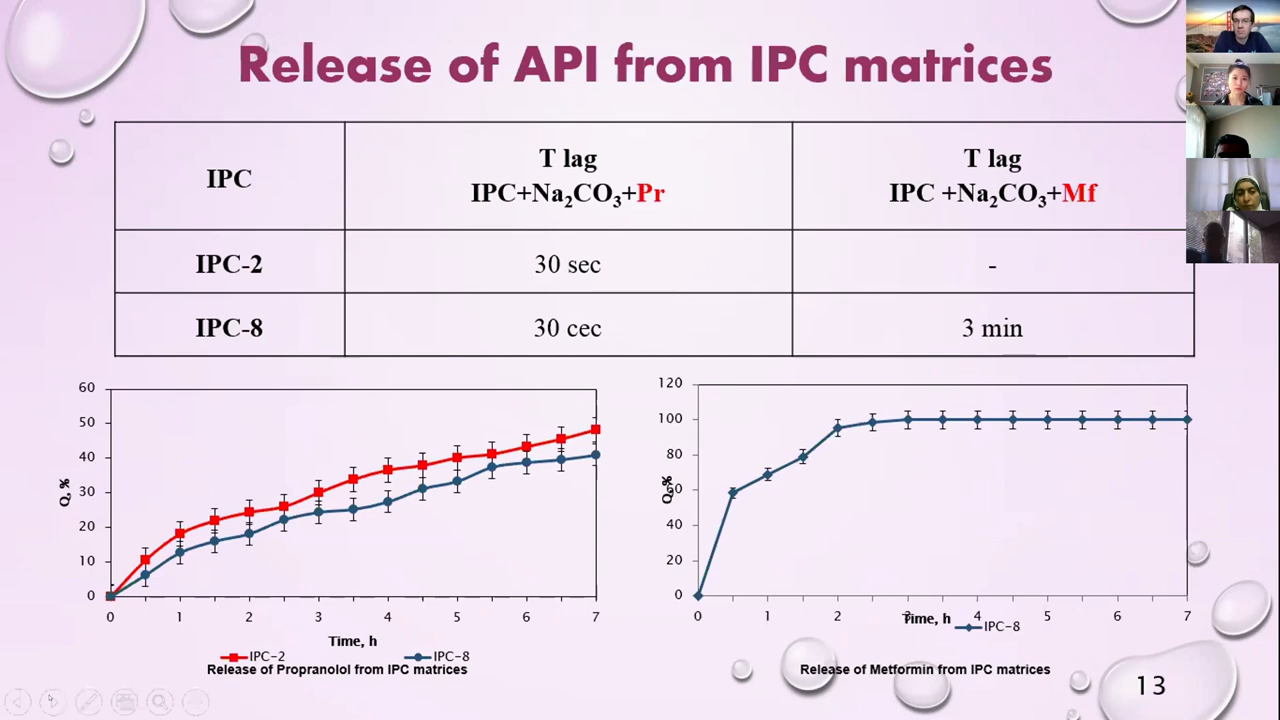 Release of API from IPC matrices
IPC
T lag
IPC+Na₂CO₃+Pr
T lag
IPC +Na₂CO₃+Mf
IPC-2
30 sec
-
IPC-8
30 cec
3 min
60
50
40
30
20
10
0
Q, %
0 1 2 3 4 5 6 7
Time, h
IPC-2 IPC-8
Release of Propranolol from IPC matrices
120
100
80
60
40
20
0
Q, %
0 1 2 3 4 5 6 7
Time, h
IPC-8
Release of Metformin from IPC matrices
13